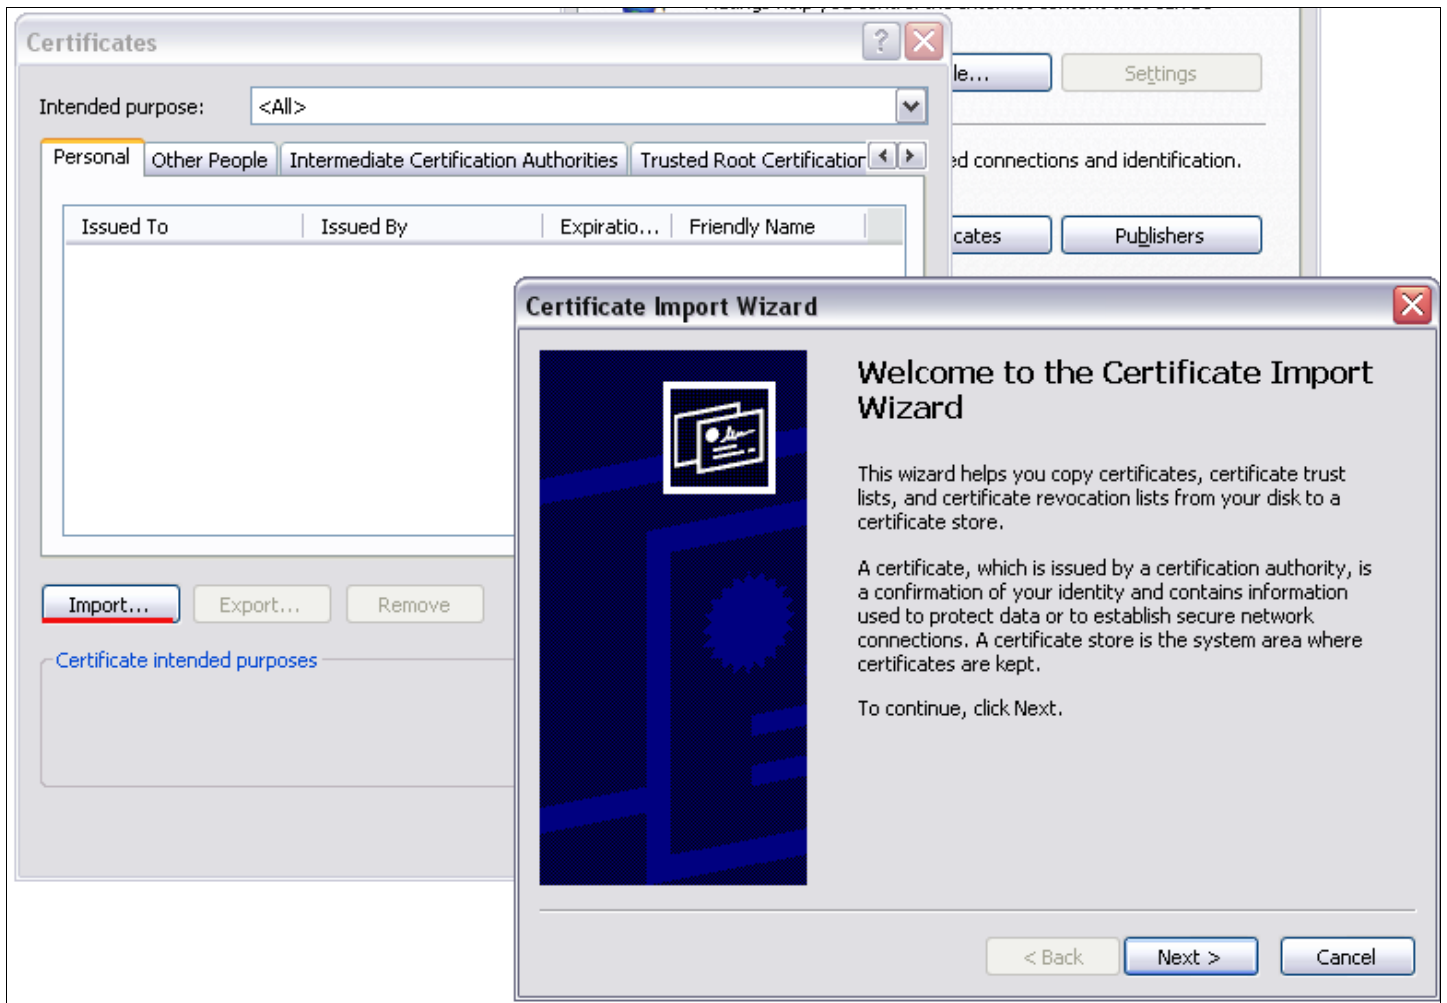 Certificates
Intended purpose:
<All>
Personal
Other People
Intermediate Certification Authorities
Trusted Root Certification
Issued To
Issued By
Expiratio...
Friendly Name
Import...
Export...
Remove
Certificate intended purposes
le...
Settings
ed connections and identification.
cates
Publishers
Certificate Import Wizard
Welcome to the Certificate Import
Wizard
This wizard helps you copy certificates, certificate trust
lists, and certificate revocation lists from your disk to a
certificate store.
A certificate, which is issued by a certification authority, is
a confirmation of your identity and contains information
used to protect data or to establish secure network
connections. A certificate store is the system area where
certificates are kept.
To continue, click Next.
< Back
Next >
Cancel